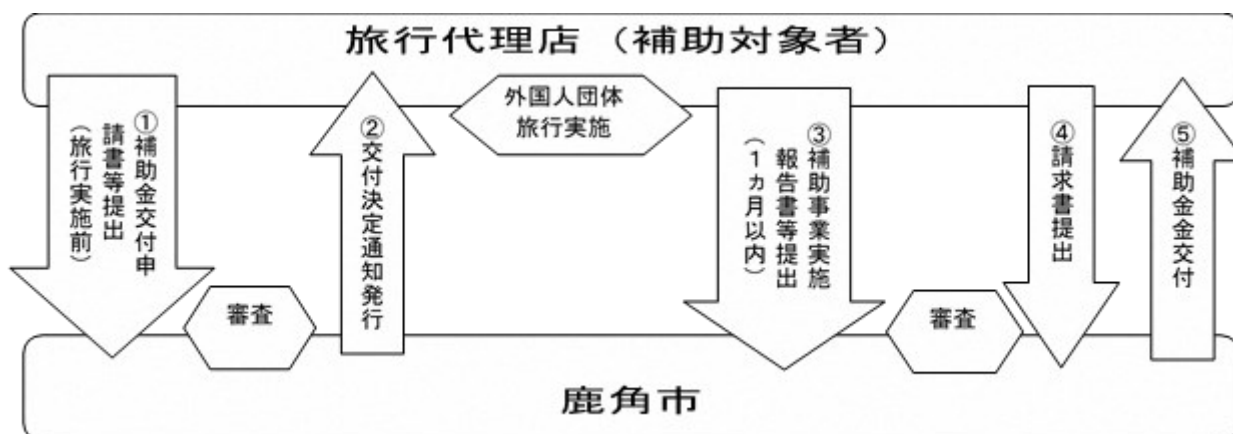 旅行代理店（補助対象者）
①補助金交付申
請書等提出
（旅行実施前）
審査
②交付決定通知発行
外国人団体
旅行実施
③補助事業実施
報告書等提出
（1ヵ月以内）
審査
④請求書提出
⑤補助金金交付
鹿角市